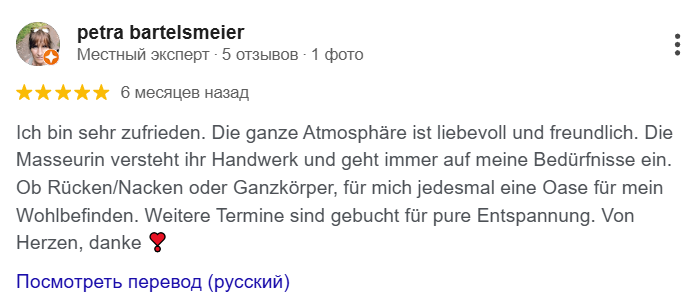 petra bartelsmeier
Местный эксперт · 5 отзывов · 1 фото
6 месяцев назад
Ich bin sehr zufrieden. Die ganze Atmosphäre ist liebevoll und freundlich. Die
Masseurin versteht ihr Handwerk und geht immer auf meine Bedürfnisse ein.
Ob Rücken/Nacken oder Ganzkörper, für mich jedesmal eine Oase für mein
Wohlbefinden. Weitere Termine sind gebucht für pure Entspannung. Von
Herzen, danke ❣️
Посмотреть перевод (русский)